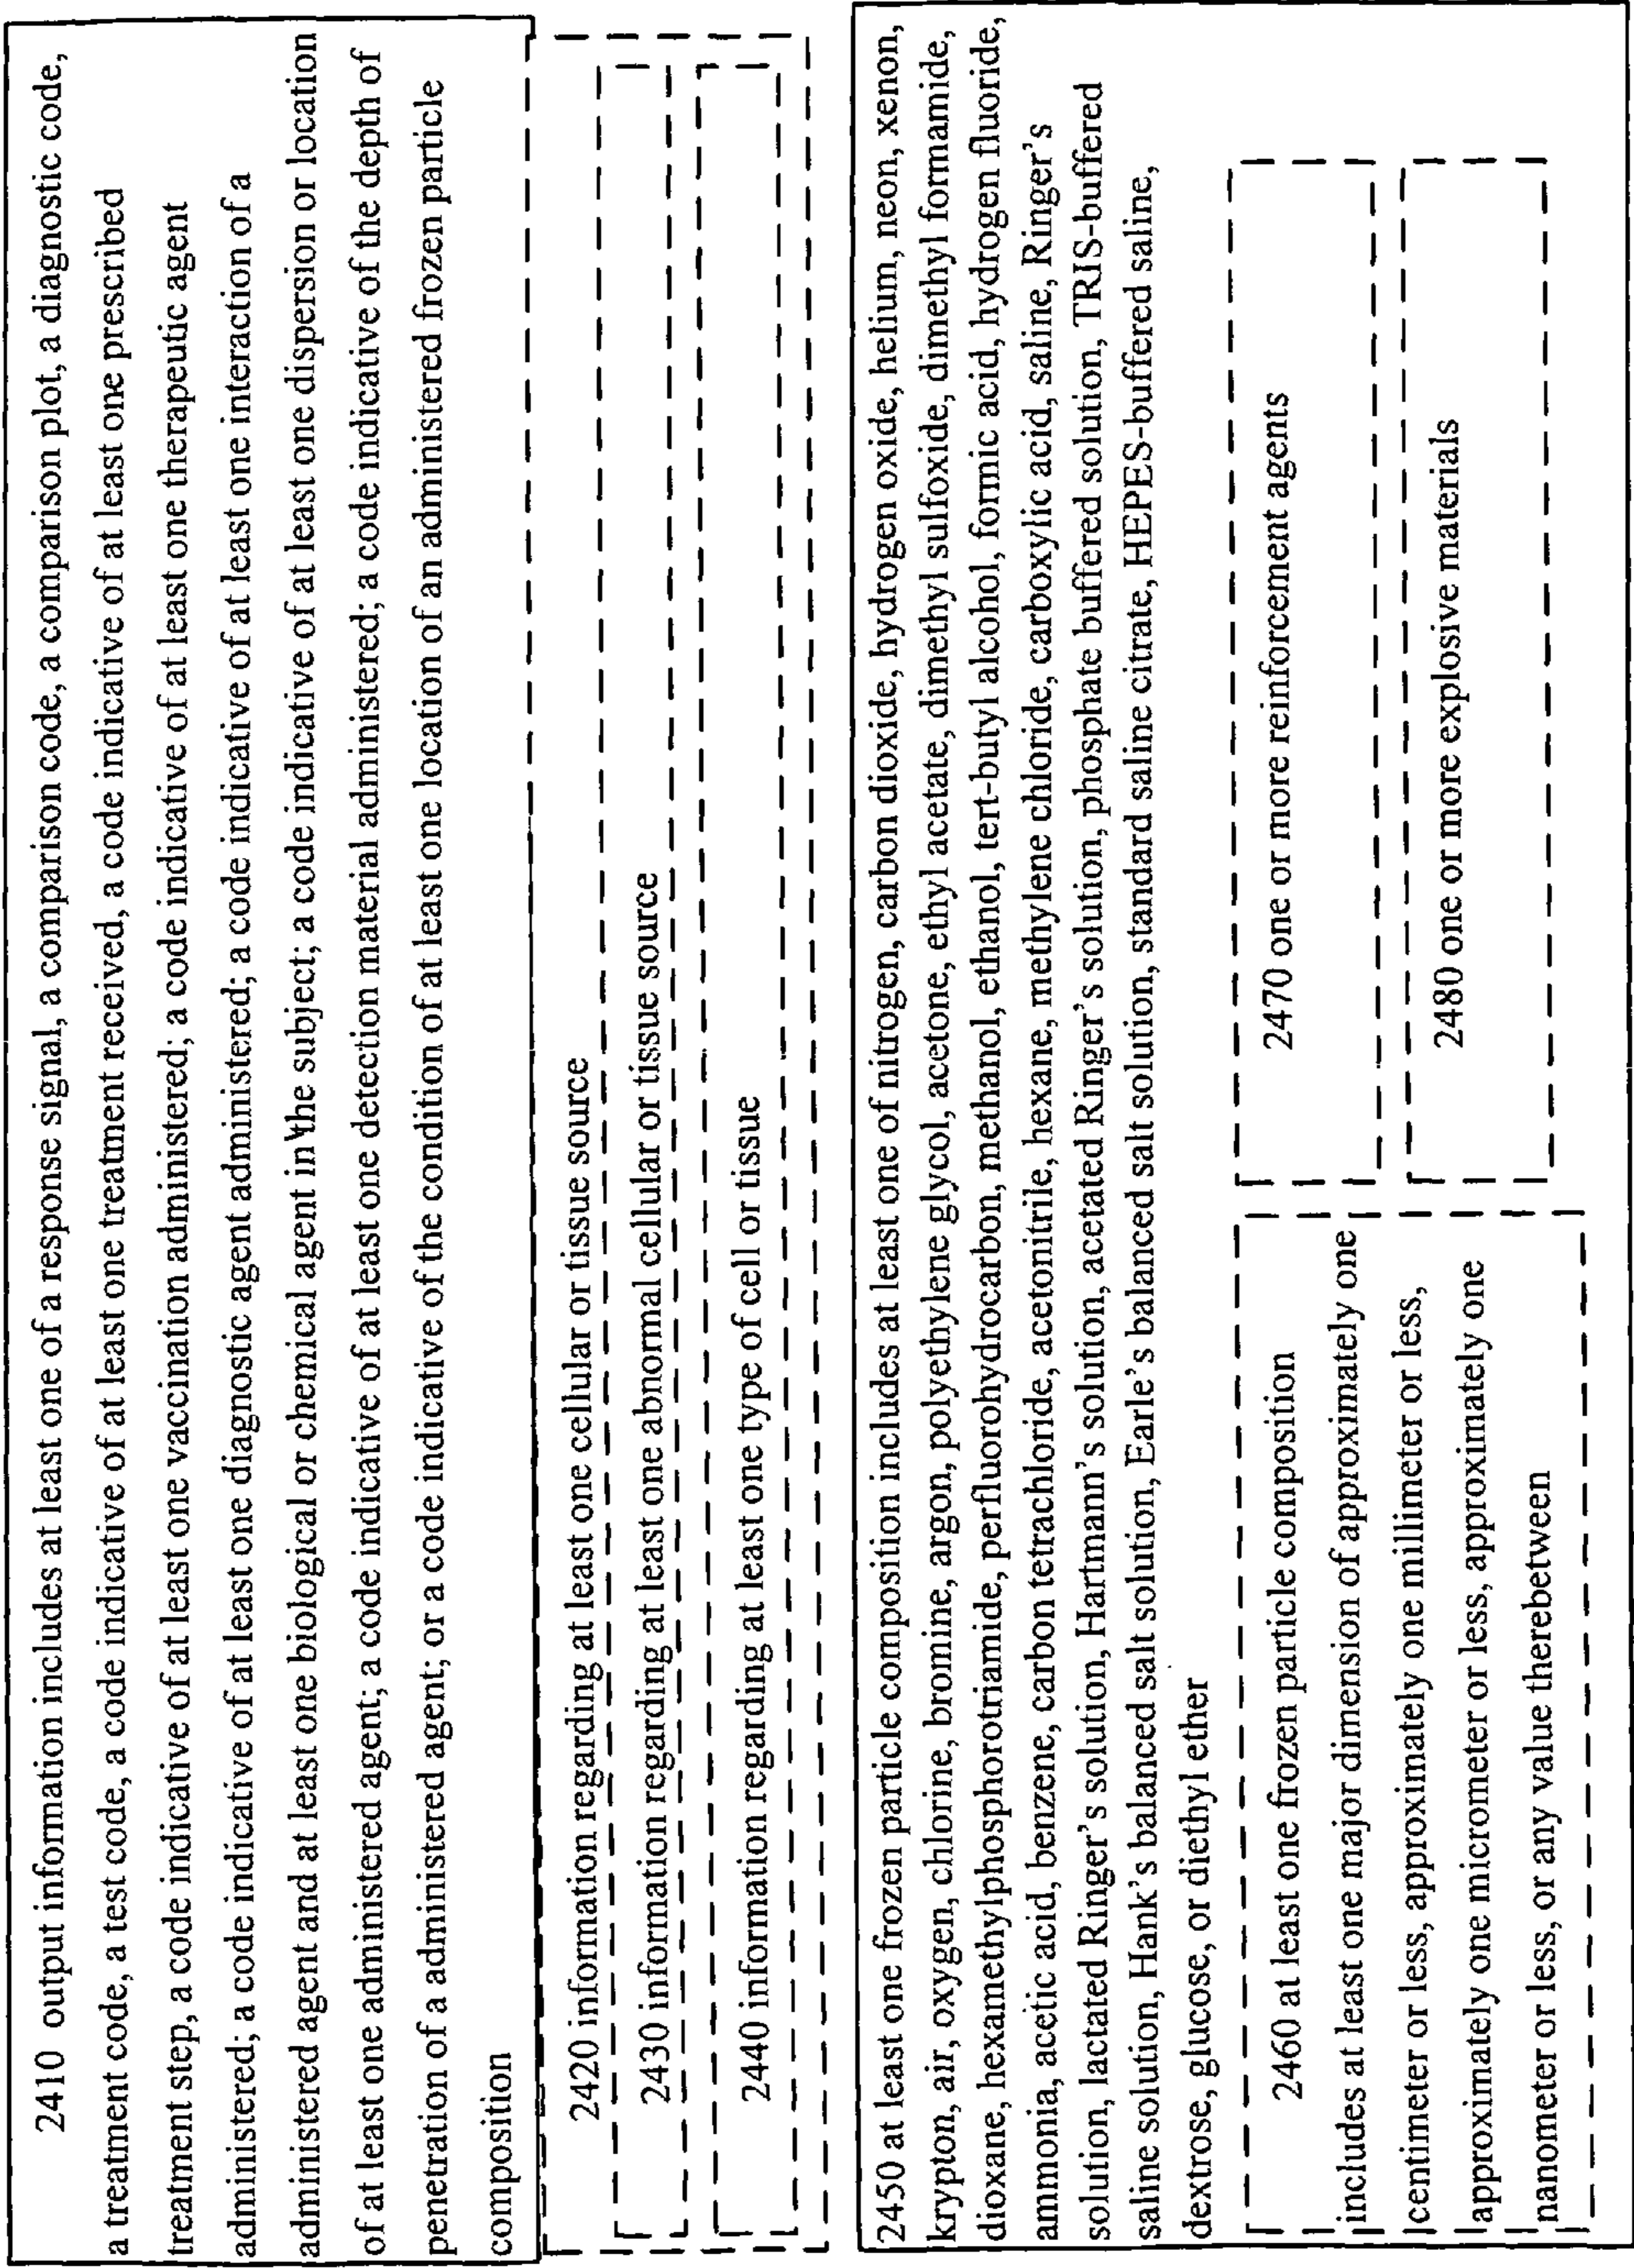 2410 output information includes at least one of a response signal, a comparison code, a comparison plot, a diagnostic code,
a treatment code, a test code, a code indicative of at least one treatment received, a code indicative of at least one prescribed
treatment step, a code indicative of at least one vaccination administered; a code indicative of at least one therapeutic agent
administered; a code indicative of at least one diagnostic agent administered; a code indicative of at least one interaction of a
administered agent and at least one biological or chemical agent in the subject; a code indicative of at least one dispersion or location
of at least one administered agent; a code indicative of at least one detection material administered; a code indicative of the depth of
penetration of a administered agent; or a code indicative of the condition of at least one location of an administered frozen particle
composition
2420 information regarding at least one cellular or tissue source
2430 information regarding at least one abnormal cellular or tissue source
2440 information regarding at least one type of cell or tissue
2450 at least one frozen particle composition includes at least one of nitrogen, carbon dioxide, hydrogen oxide, helium, neon, xenon,
krypton, air, oxygen, chlorine, bromine, argon, polyethylene glycol, acetone, ethyl acetate, dimethyl sulfoxide, dimethyl formamide,
dioxane, hexamethylphosphorotriamide, perfluorohydrocarbon, methanol, ethanol, tert-butyl alcohol, formic acid, hydrogen fluoride,
ammonia, acetic acid, benzene, carbon tetrachloride, acetonitrile, hexane, methylene chloride, carboxylic acid, saline, Ringer's
solution, lactated Ringer's solution, Hartmann's solution, acetated Ringer's solution, phosphate buffered solution, TRIS-buffered
saline solution, Hank's balanced salt solution, Earle's balanced salt solution, standard saline citrate, HEPES-buffered saline,
dextrose, glucose, or diethyl ether
2460 at least one frozen particle composition
includes at least one major dimension of approximately one
centimeter or less, approximately one millimeter or less,
approximately one micrometer or less, approximately one
nanometer or less, or any value therebetween
2470 one or more reinforcement agents
2480 one or more explosive materials